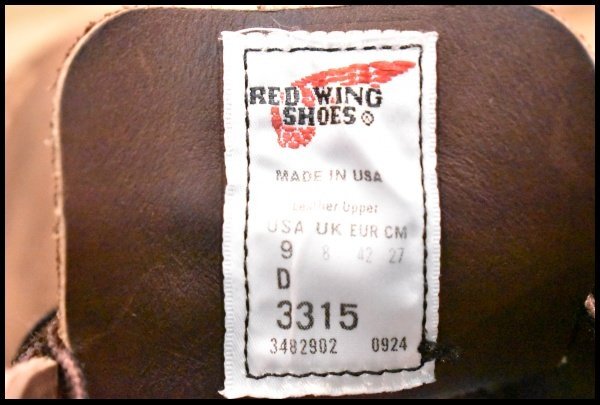 RED WING
SHOES ®
MADE IN USA
Leather Upper
USA UK EUR CM
9 8 42 27
D
3315
3482902 0924